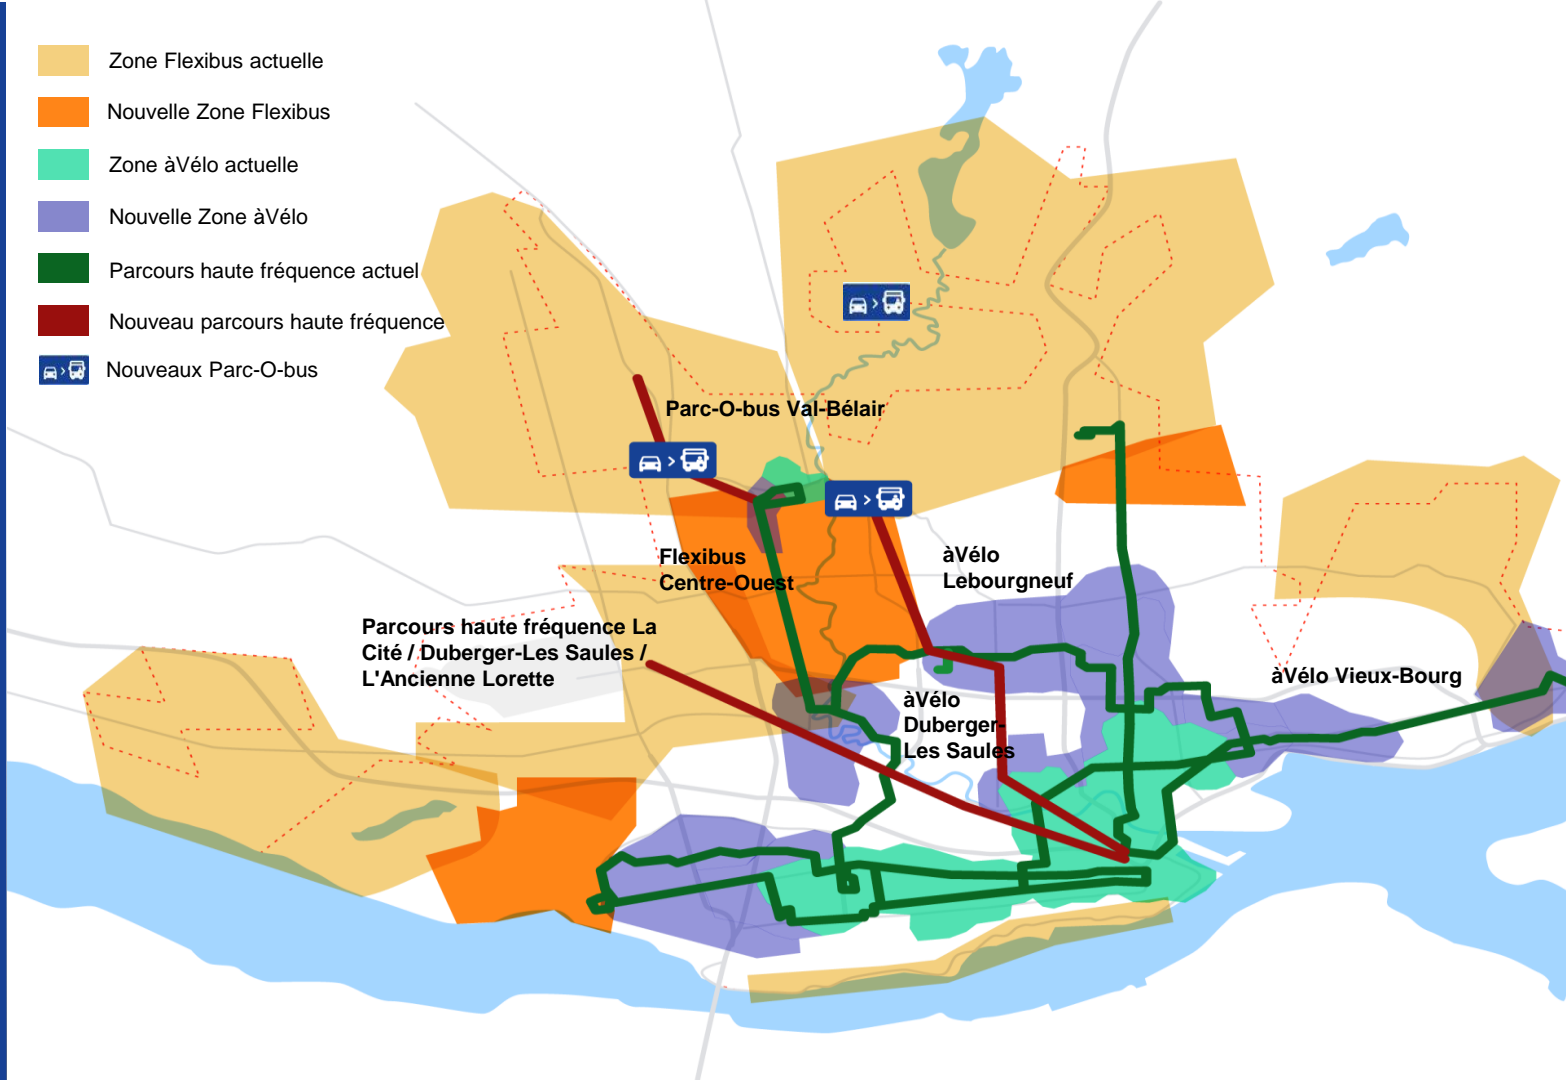 Zone Flexibus actuelle
Nouvelle Zone Flexibus
Zone àVélo actuelle
Nouvelle Zone àVélo
Parcours haute fréquence actuel
Nouveau parcours haute fréquence
Nouveaux Parc-O-bus
Parc-O-bus Val-Bélair
Flexibus
Centre-Ouest
àVélo
Lebourgneuf
Parcours haute fréquence La
Cité / Duberger-Les Saules /
L'Ancienne Lorette
àVélo Vieux-Bourg
àVélo
Duberger-
Les Saules